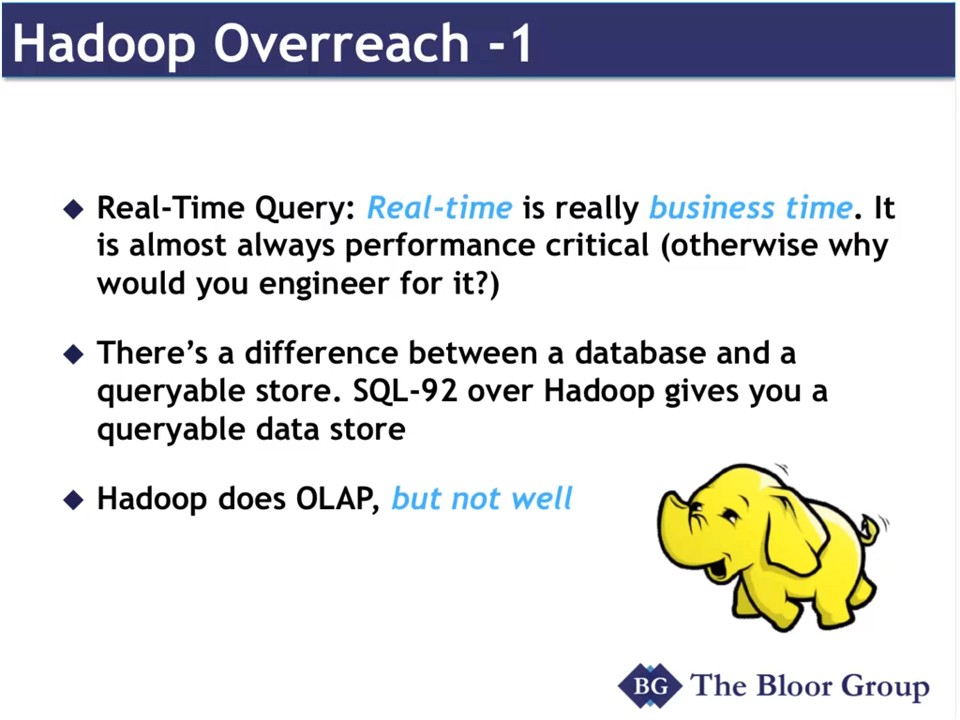 Hadoop Overreach -1
Real-Time Query: Real-time is really business time. It
is almost always performance critical (otherwise why
would you engineer for it?)
There’s a difference between a database and a
queryable store. SQL-92 over Hadoop gives you a
queryable data store
Hadoop does OLAP, but not well
BG The Bloor Group